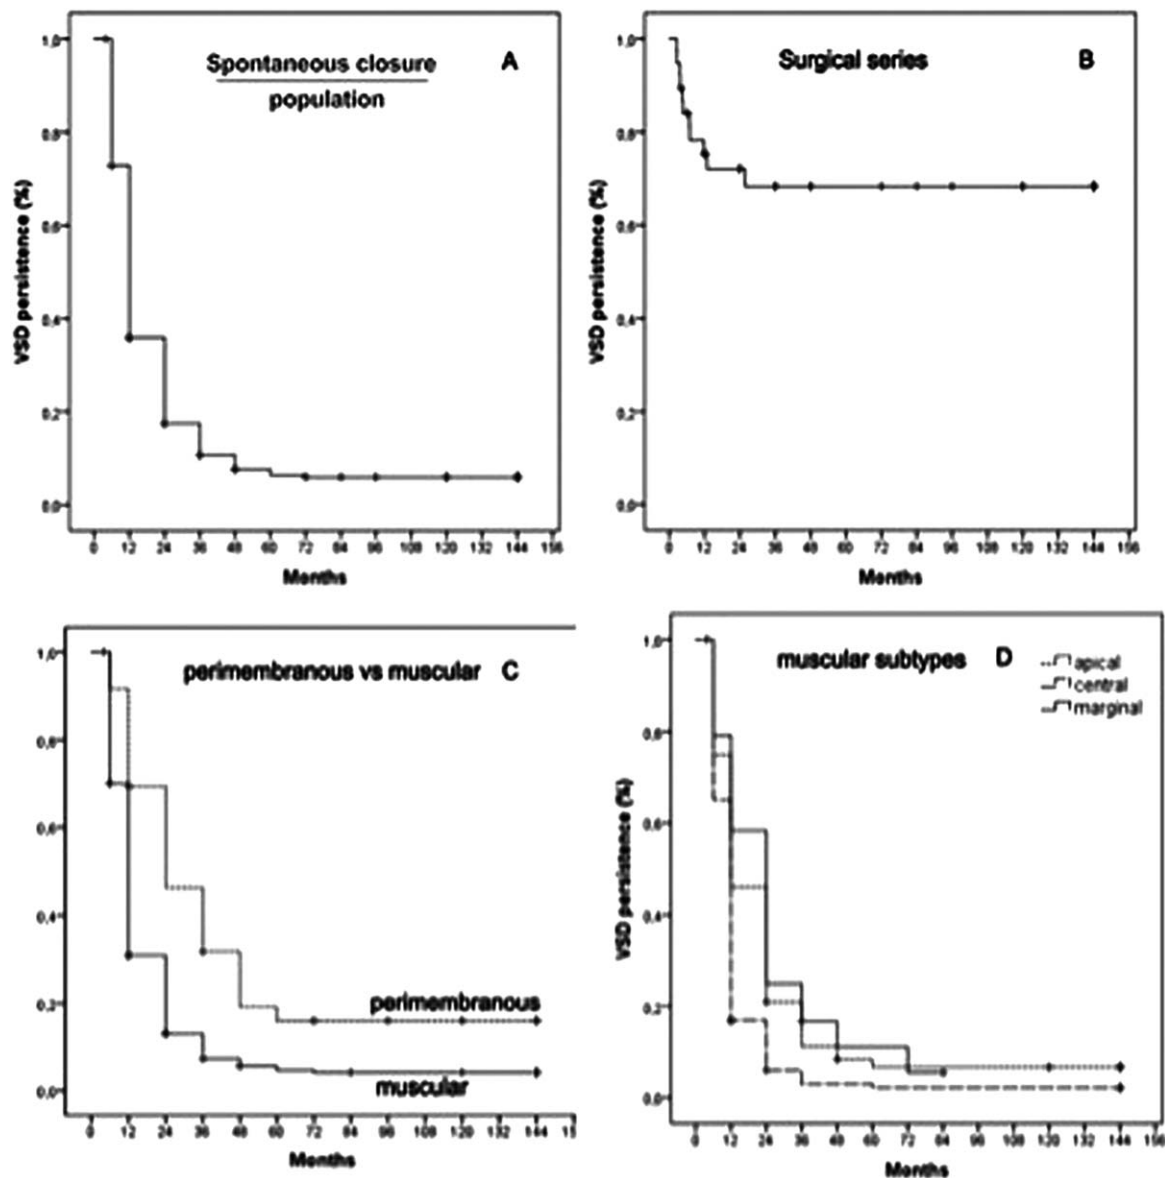 Spontaneous closure
population
A
VSD persistence (%)
1,0
0,8
0,6
0,4
0,2
0,0
0 12 24 36 48 60 72 84 96 108 120 132 144 156
Months
Surgical series
B
VSD persistence (%)
1,0
0,8
0,6
0,4
0,2
0,0
0 12 24 36 48 60 72 84 96 108 120 132 144 156
Months
perimembranous vs muscular C
1,0
0,8
0,6
0,4
0,2
0,0
perimembranous
muscular
0 12 24 36 48 60 72 84 96 108 120 132 144
Months
muscular subtypes D
apical
central
marginal
VSD persistence (%)
1,0
0,8
0,6
0,4
0,2
0,0
0 12 24 36 48 60 72 84 96 108 120 132 144 156
Months